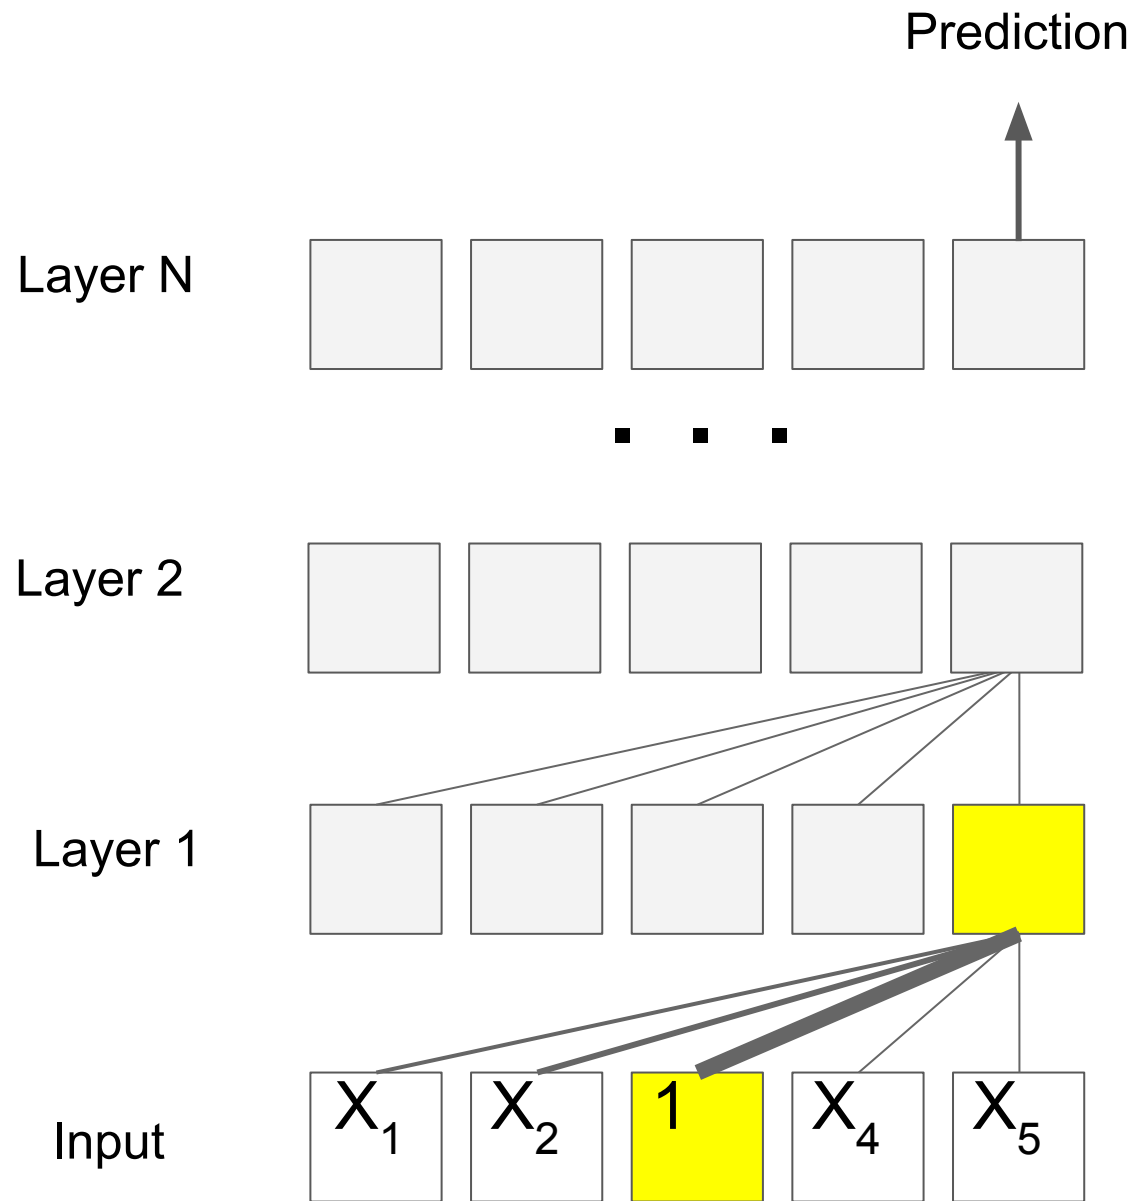 Prediction
Layer N
. . .
Layer 2
Layer 1
Input
X₁ X₂ 1 X₄ X₅